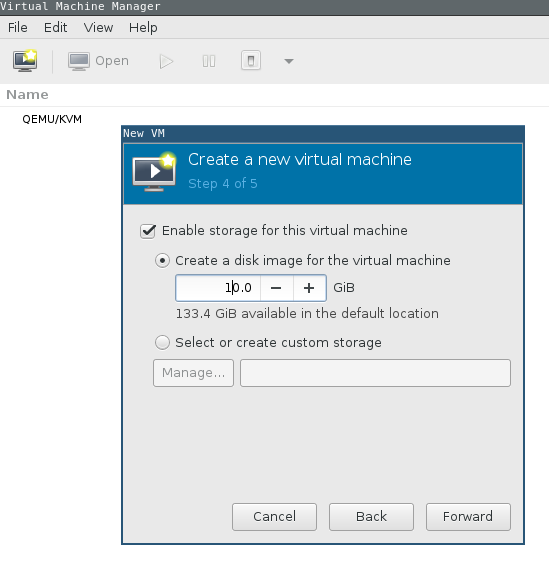 Virtual Machine Manager
File Edit View Help
Open
Name
QEMU/KVM
New VM
Create a new virtual machine
Step 4 of 5
Enable storage for this virtual machine
Create a disk image for the virtual machine
10.0 − + GiB
133.4 GiB available in the default location
Select or create custom storage
Manage...
Cancel Back Forward